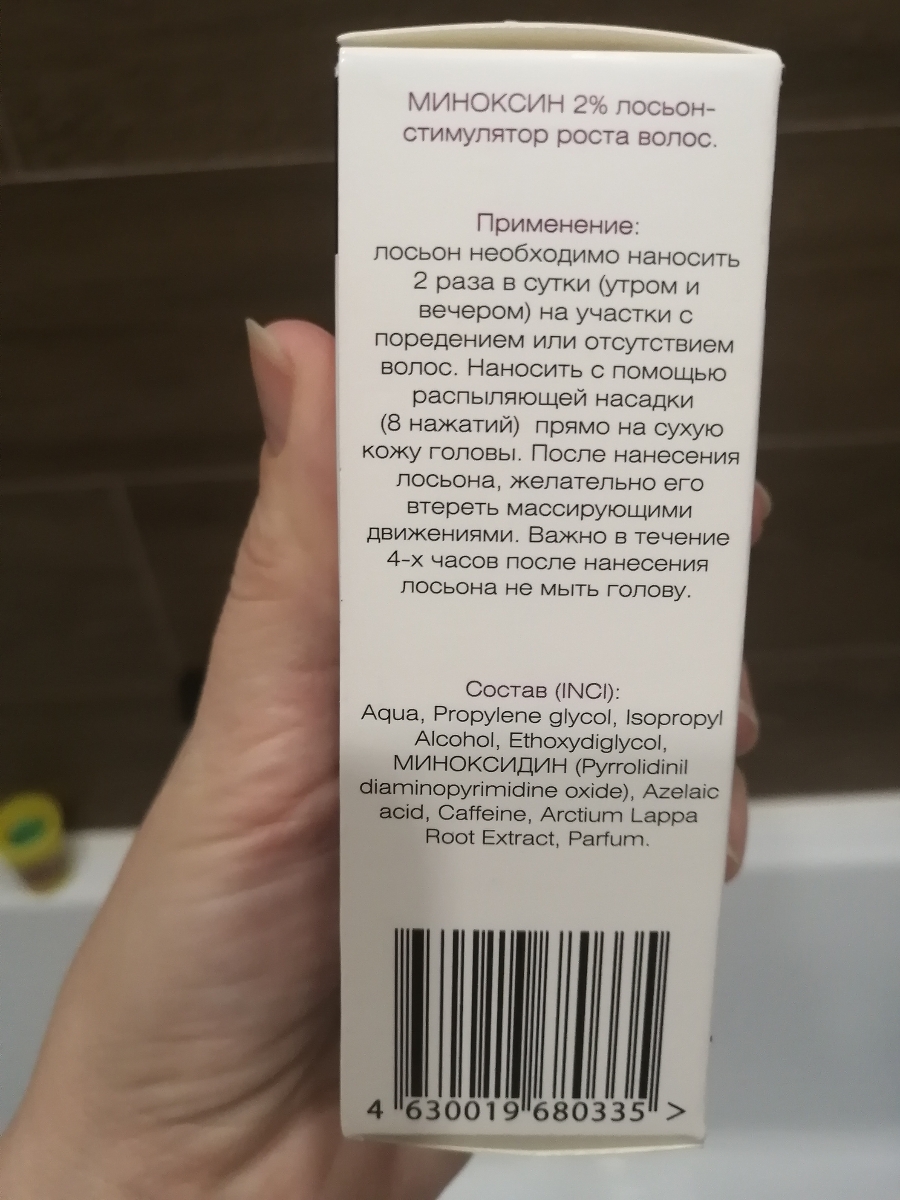 МИНОКСИН 2% лосьон-
стимулятор роста волос.
Применение:
лосьон необходимо наносить
2 раза в сутки (утром и
вечером) на участки с
поредением или отсутствием
волос. Наносить с помощью
распыляющей насадки
(8 нажатий) прямо на сухую
кожу головы. После нанесения
лосьона, желательно его
втереть массирующими
движениями. Важно в течение
4-х часов после нанесения
лосьона не мыть голову.
Состав (INCI):
Aqua, Propylene glycol, Isopropyl
Alcohol, Ethoxydiglycol,
МИНОКСИДИН (Pyrrolidinil
diaminopyrimidine oxide), Azelaic
acid, Caffeine, Arctium Lappa
Root Extract, Parfum.
4 630019 680335 >